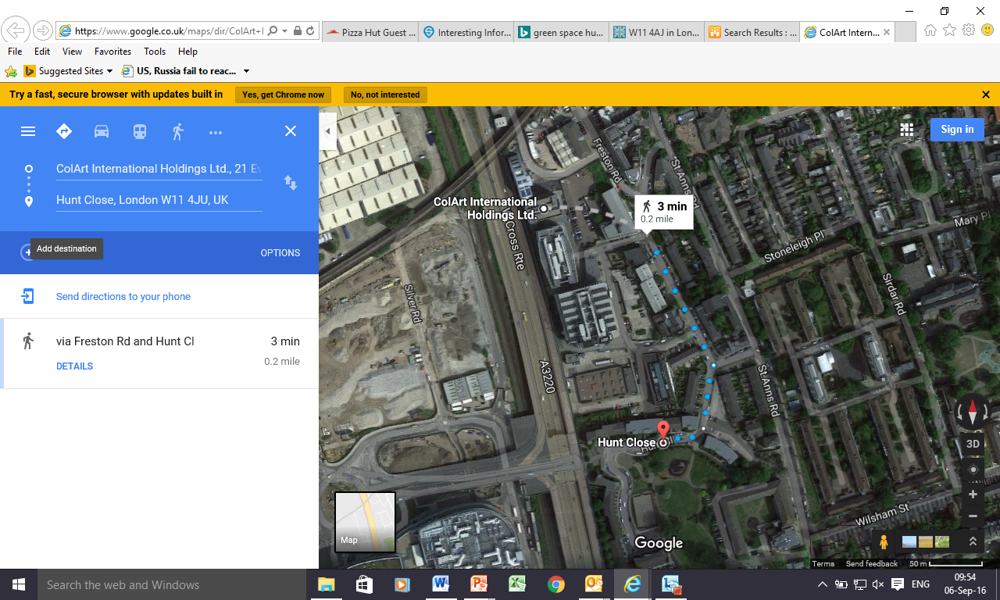 https://www.google.co.uk/maps/dir/ColArt+I
Pizza Hut Guest ...
Interesting Infor...
green space hu...
W11 4AJ in Lon...
Search Results : ...
ColArt Intern...
File Edit View Favorites Tools Help
Suggested Sites
US, Russia fail to reac...
Try a fast, secure browser with updates built in
Yes, get Chrome now
No, not interested
ColArt International Holdings Ltd., 21 Ev
Hunt Close, London W11 4JU, UK
Add destination
OPTIONS
Send directions to your phone
via Freston Rd and Hunt Cl
3 min
DETAILS
0.2 mile
Sign in
Freston Rd
St. Anns
ColArt International
Holdings Ltd.
3 min
0.2 mile
Cross Rte
Mary Pl
Stoneleigh Pl
Silver Rd
Sirdar Rd
A3220
St. Anns Rd
Hunt Close
Hunt Cl
3D
Wilsham St
Map
Google
Terms Send feedback 50 m
Search the web and Windows
ENG
09:54
06-Sep-16